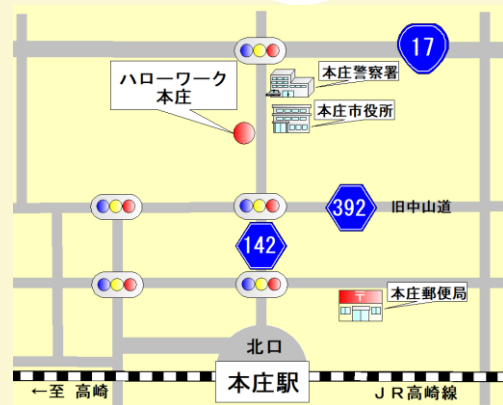 17
ハローワーク
本庄
本庄警察署
本庄市役所
392
旧中山道
142
本庄郵便局
北口
本庄駅
←至 高崎
JR高崎線